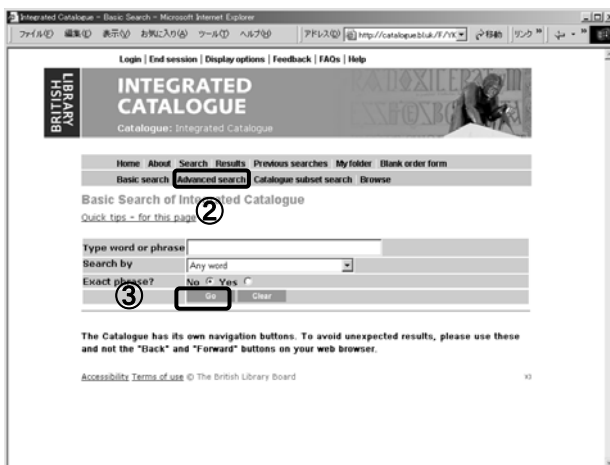 Integrated Catalogue - Basic Search - Microsoft Internet Explorer
ファイル(F) 編集(E) 表示(V) お気に入り(A) ツール(T) ヘルプ(H) アドレス(D) http://catalogue.bl.uk/F/YX 移動 リンク »
Login | End session | Display options | Feedback | FAQs | Help
BRITISH LIBRARY
INTEGRATED
CATALOGUE
Catalogue: Integrated Catalogue
Home About Search Results Previous searches My folder Blank order form
Basic search Advanced search Catalogue subset search Browse
Basic Search of Integrated Catalogue
②
Quick tips - for this page
Type word or phrase
Search by Any word
Exact phrase? No Yes
③ Go Clear
The Catalogue has its own navigation buttons. To avoid unexpected results, please use these
and not the "Back" and "Forward" buttons on your web browser.
Accessibility Terms of use © The British Library Board